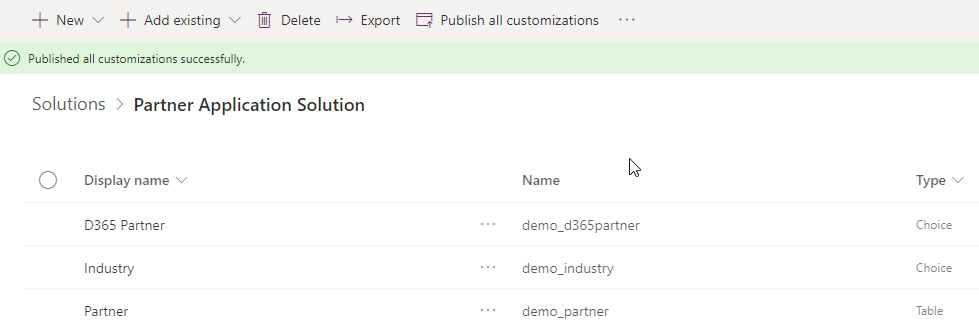 New Add existing Delete Export Publish all customizations ...
Published all customizations successfully.
Solutions > Partner Application Solution
Display name Name Type
D365 Partner ... demo_d365partner Choice
Industry ... demo_industry Choice
Partner ... demo_partner Table